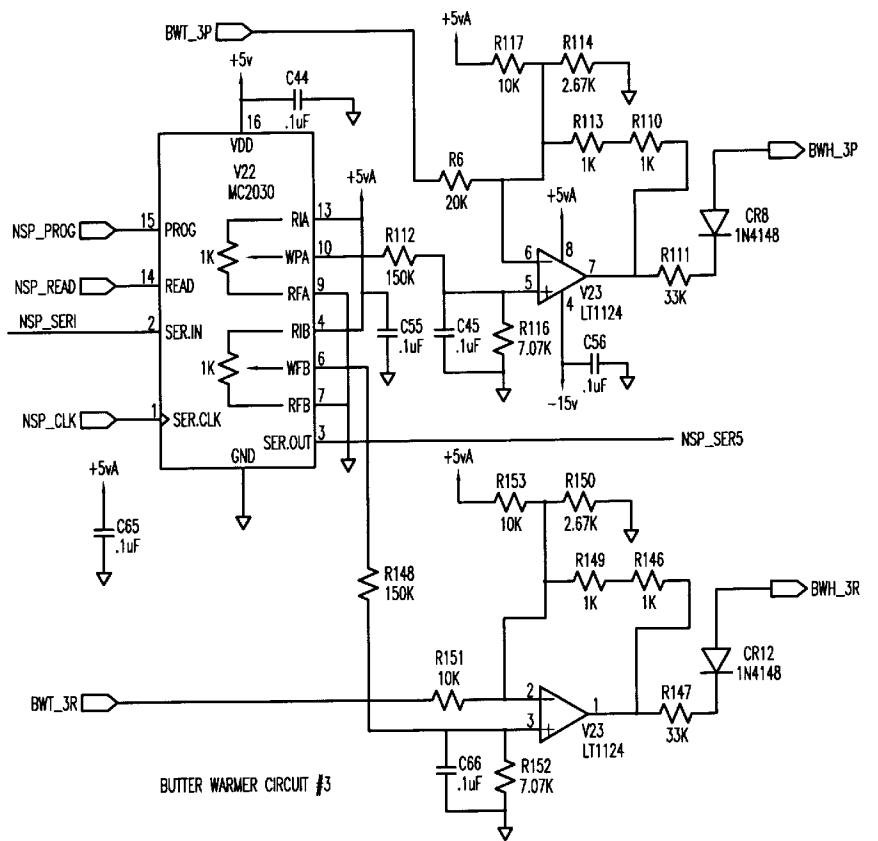 BWT_3P
+5vA
R117
10K
R114
2.67K
+5v
C44
.1uF
16
VDD
V22
MC2030
R113
1K
R110
1K
BWH_3P
R6
20K
+5vA
+5vA
CR8
1N4148
NSP_PROG
15
PROG
RIA
13
1K
WPA
10
R112
150K
6
8
7
5
4
V23
LT1124
R111
33K
NSP_READ
14
READ
RFA
9
NSP_SERI
2
SER.IN
RIB
4
C55
.1uF
C45
.1uF
R116
7.07K
C56
.1uF
1K
WFB
6
-15v
NSP_CLK
1
SER.CLK
RFB
7
SER.OUT
3
NSP_SER5
GND
+5vA
C65
.1uF
+5vA
R153
10K
R150
2.67K
R148
150K
R149
1K
R146
1K
BWH_3R
CR12
1N4148
BWT_3R
R151
10K
2
3
1
V23
LT1124
R147
33K
C66
.1uF
R152
7.07K
BUTTER WARMER CIRCUIT #3